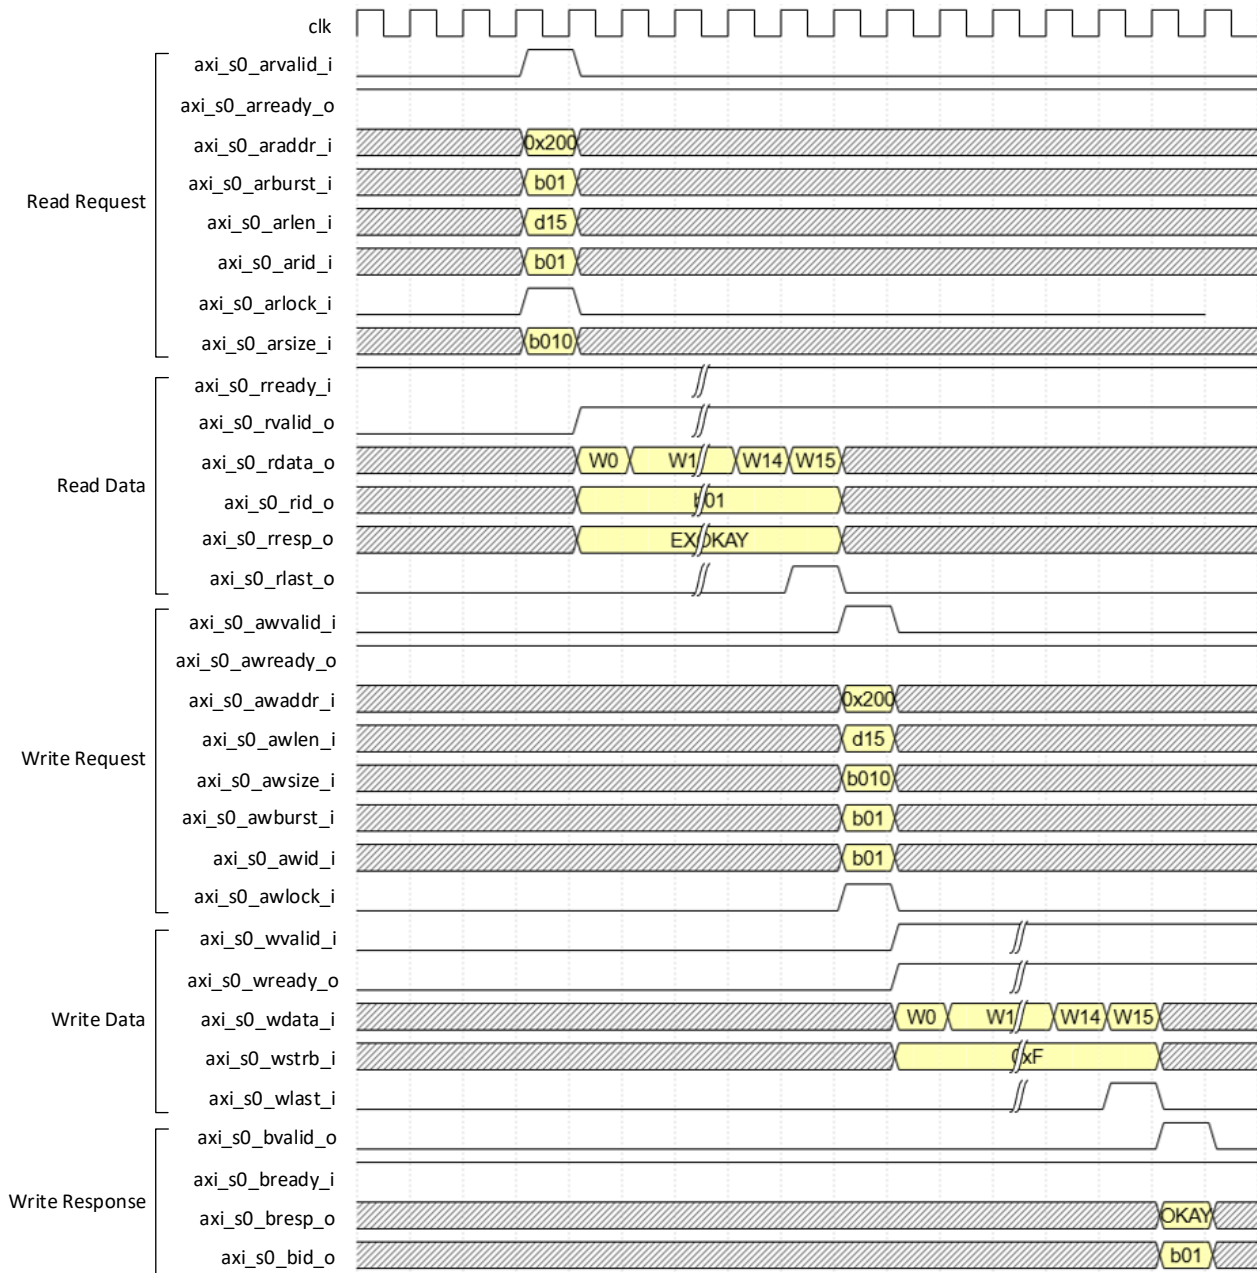 clk
axi_s0_arvalid_i
axi_s0_arready_o
axi_s0_araddr_i 0x200
axi_s0_arburst_i b01
Read Request
axi_s0_arlen_i d15
axi_s0_arid_i b01
axi_s0_arlock_i
axi_s0_arsize_i b010
axi_s0_rready_i
axi_s0_rvalid_o
axi_s0_rdata_o W0 W1 W14 W15
Read Data
axi_s0_rid_o b01
axi_s0_rresp_o EXOKAY
axi_s0_rlast_o
axi_s0_awvalid_i
axi_s0_awready_o
axi_s0_awaddr_i 0x200
axi_s0_awlen_i d15
Write Request
axi_s0_awsize_i b010
axi_s0_awburst_i b01
axi_s0_awid_i b01
axi_s0_awlock_i
axi_s0_wvalid_i
axi_s0_wready_o
Write Data axi_s0_wdata_i W0 W1 W14 W15
axi_s0_wstrb_i 0xF
axi_s0_wlast_i
axi_s0_bvalid_o
axi_s0_bready_i
Write Response
axi_s0_bresp_o OKAY
axi_s0_bid_o b01